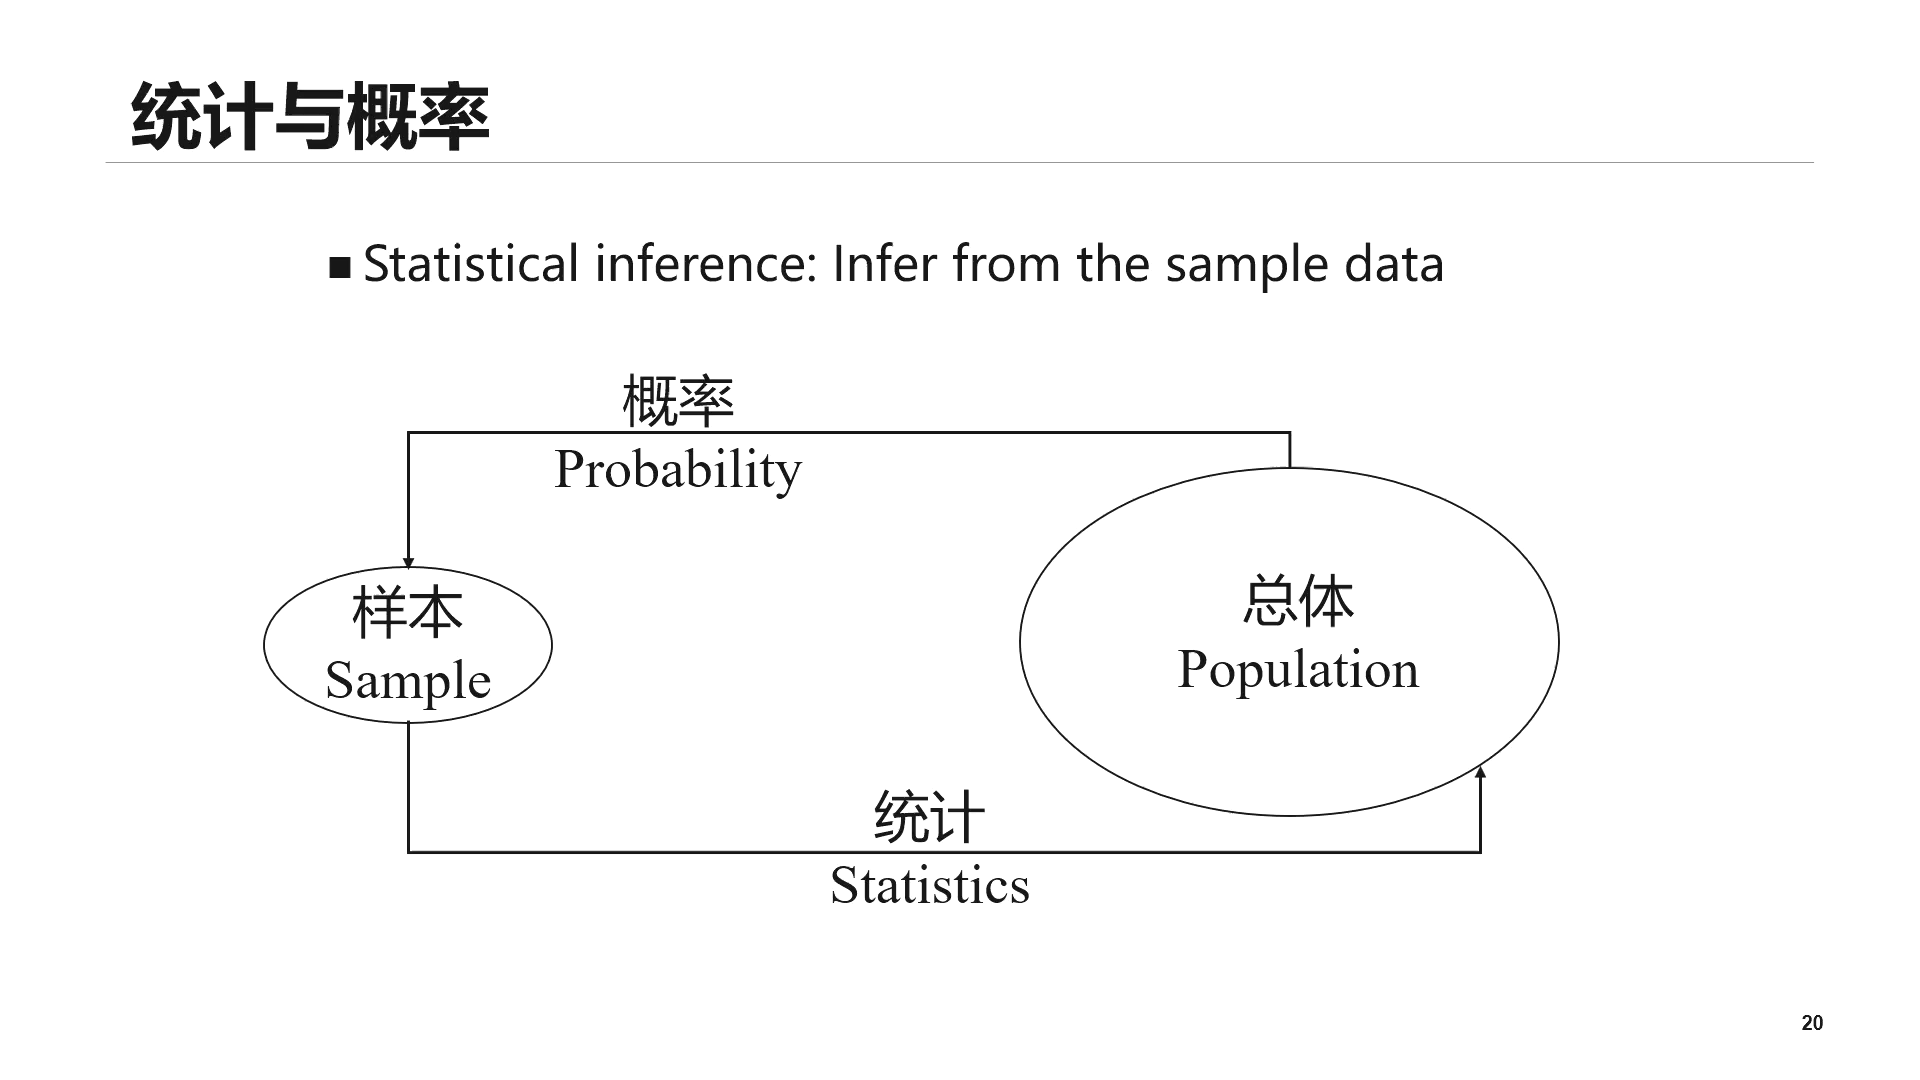 统计与概率
■ Statistical inference: Infer from the sample data
概率
Probability
样本
Sample
总体
Population
统计
Statistics
20